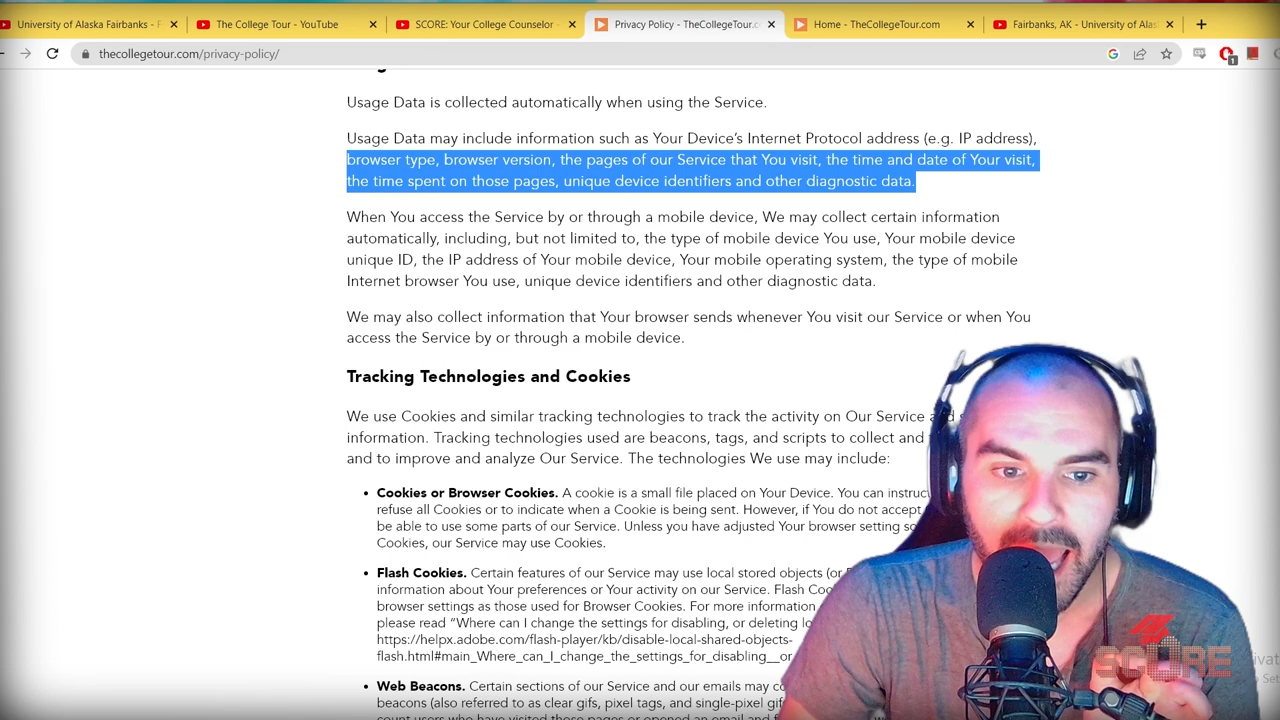 University of Alaska Fairbanks - F
The College Tour - YouTube
SCORE: Your College Counselor -
Privacy Policy - TheCollegeTour.c
Home - TheCollegeTour.com
Fairbanks, AK - University of Alas
thecollegetour.com/privacy-policy/
1
Usage Data is collected automatically when using the Service.
Usage Data may include information such as Your Device's Internet Protocol address (e.g. IP address),
browser type, browser version, the pages of our Service that You visit, the time and date of Your visit,
the time spent on those pages, unique device identifiers and other diagnostic data.
When You access the Service by or through a mobile device, We may collect certain information
automatically, including, but not limited to, the type of mobile device You use, Your mobile device
unique ID, the IP address of Your mobile device, Your mobile operating system, the type of mobile
Internet browser You use, unique device identifiers and other diagnostic data.
We may also collect information that Your browser sends whenever You visit our Service or when You
access the Service by or through a mobile device.
Tracking Technologies and Cookies
We use Cookies and similar tracking technologies to track the activity on Our Service and
information. Tracking technologies used are beacons, tags, and scripts to collect and
and to improve and analyze Our Service. The technologies We use may include:
• Cookies or Browser Cookies. A cookie is a small file placed on Your Device. You can instruc
refuse all Cookies or to indicate when a Cookie is being sent. However, if You do not accept
be able to use some parts of our Service. Unless you have adjusted Your browser setting so
Cookies, our Service may use Cookies.
• Flash Cookies. Certain features of our Service may use local stored objects (or
information about Your preferences or Your activity on our Service. Flash Coo
browser settings as those used for Browser Cookies. For more information
please read "Where can I change the settings for disabling, or deleting lo
https://helpx.adobe.com/flash-player/kb/disable-local-shared-objects-
flash.html#main_Where_can_I_change_the_settings_for_disabling__or
• Web Beacons. Certain sections of our Service and our emails may co
beacons (also referred to as clear gifs, pixel tags, and single-pixel gif
count users who have visited those pages or opened an email and f
SCORE